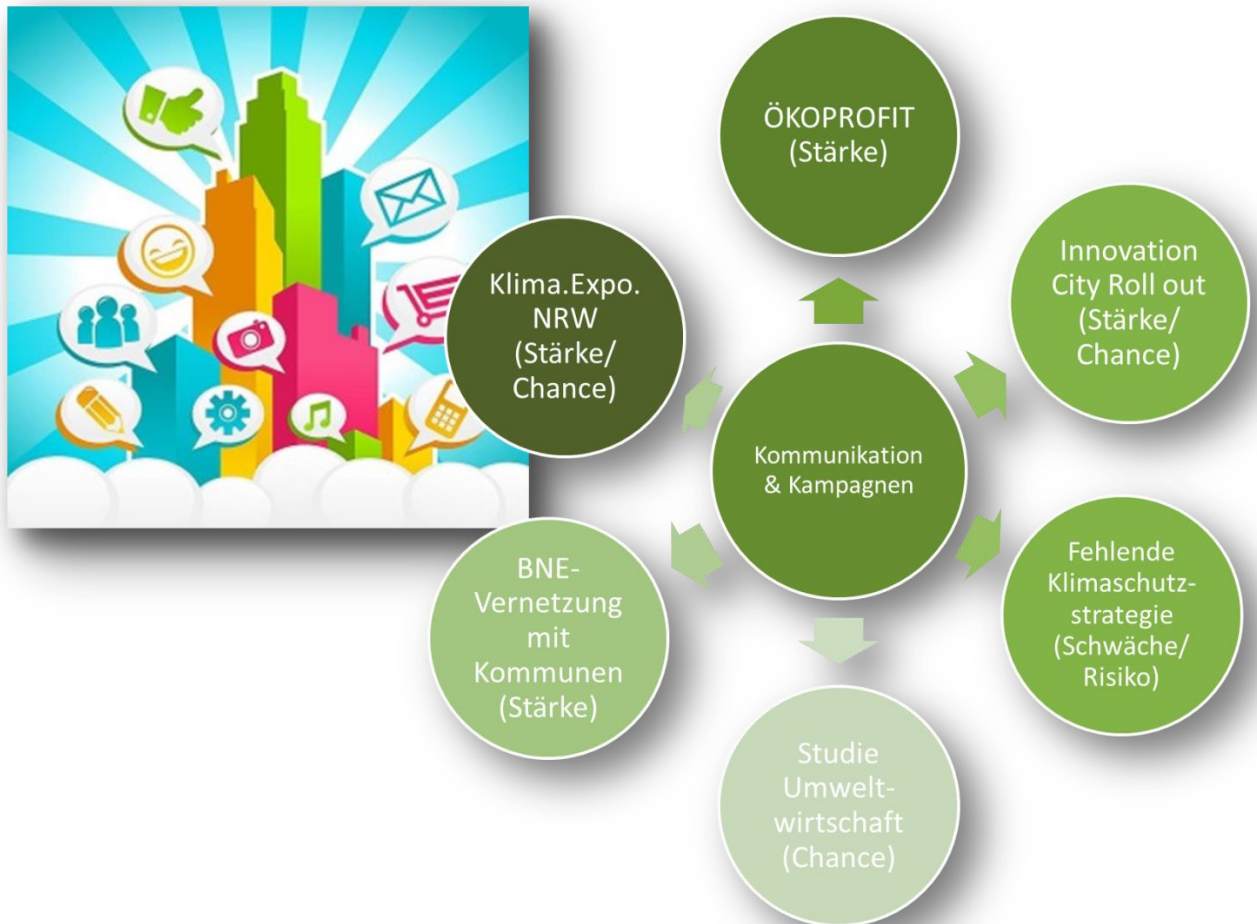 ÖKOPROFIT
(Stärke)
Innovation
City Roll out
(Stärke/
Chance)
Fehlende
Klimaschutz-
strategie
(Schwäche/
Risiko)
Studie
Umwelt-
wirtschaft
(Chance)
BNE-
Vernetzung
mit
Kommunen
(Stärke)
Klima.Expo.
NRW
(Stärke/
Chance)
Kommunikation
& Kampagnen